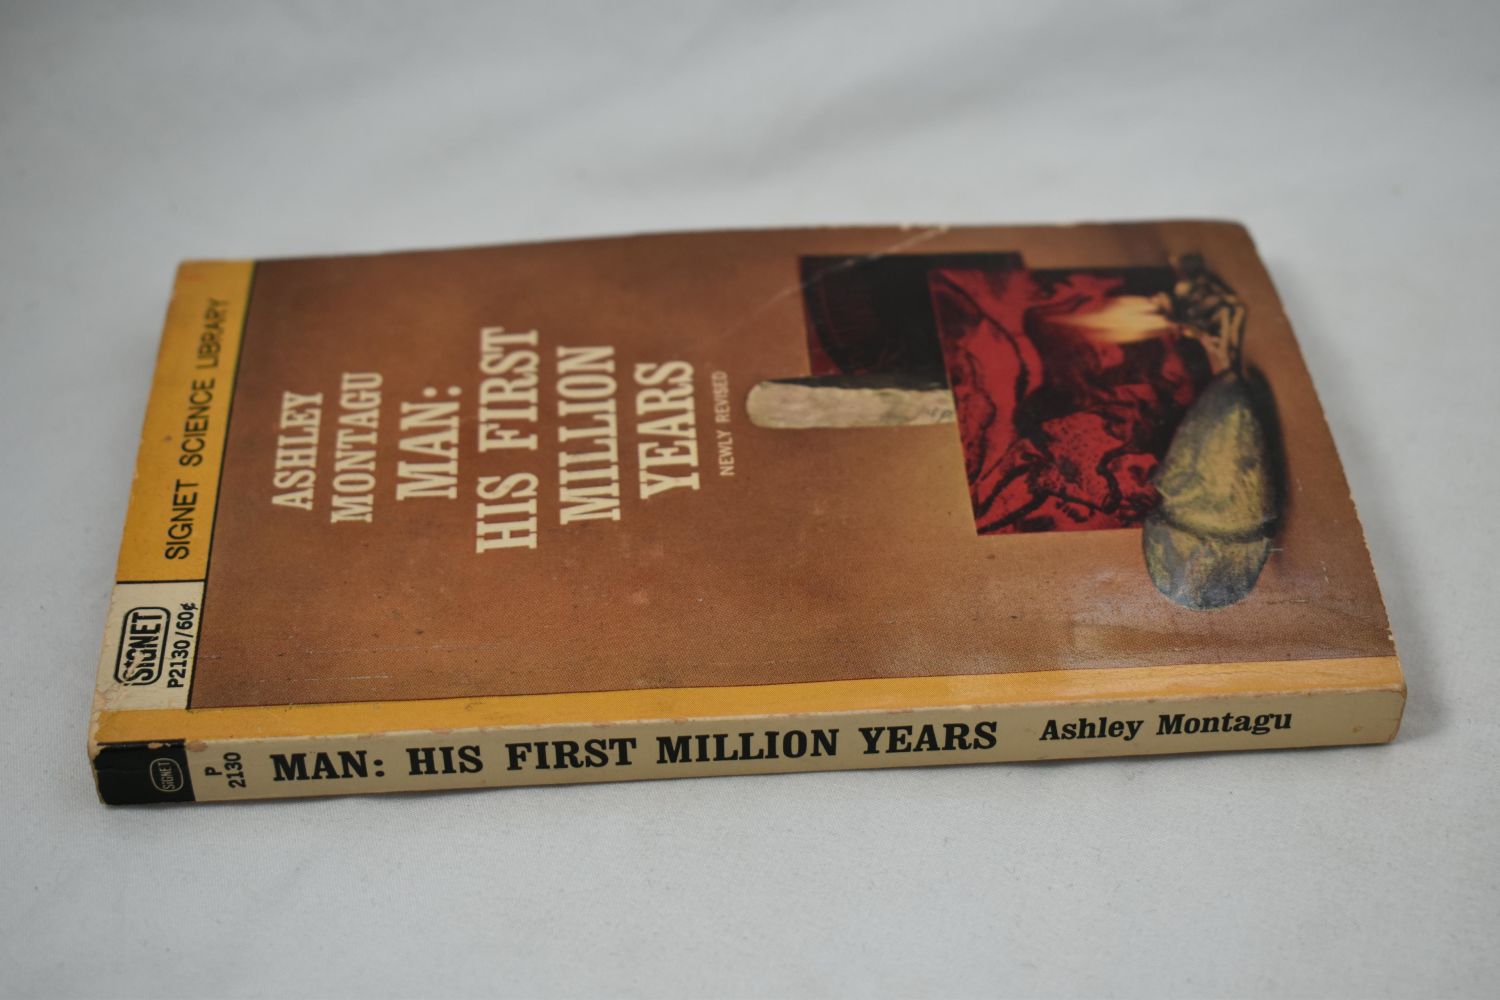 SIGNET SCIENCE LIBRARY
SIGNET
P2130/60¢
ASHLEY
MONTAGU
MAN:
HIS FIRST
MILLION
YEARS
NEWLY REVISED
SIGNET
P
2130
MAN: HIS FIRST MILLION YEARS
Ashley Montagu